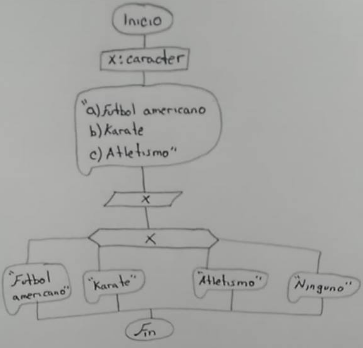 Inicio
x:caracter
"a) Futbol americano
b) Karate
c) Atletismo"
x
x
"Futbol
americano"
"Karate"
"Atletismo"
"Ninguno"
Fin